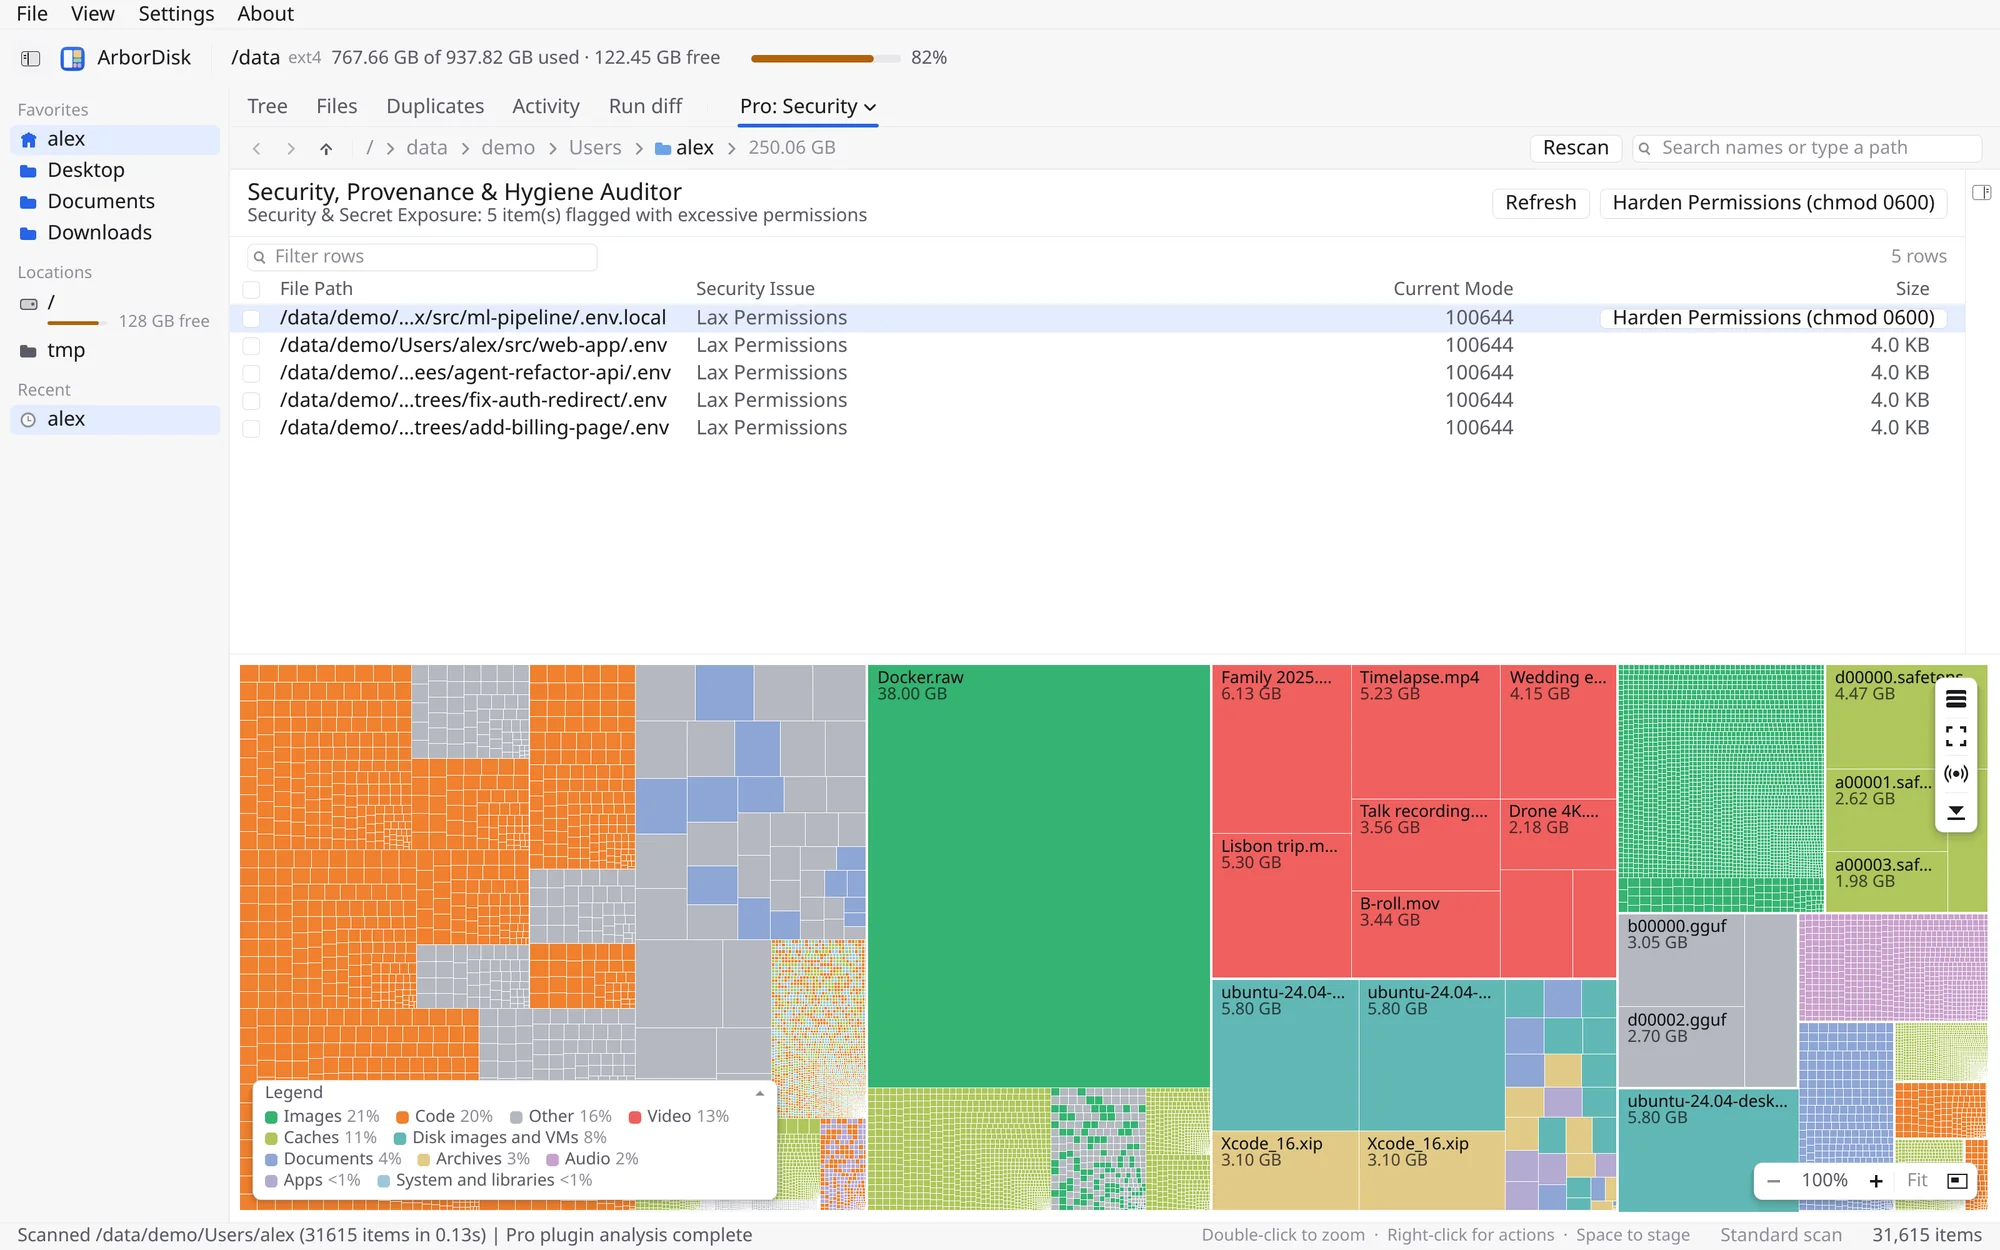 File View Settings About
ArborDisk /data ext4 767.66 GB of 937.82 GB used · 122.45 GB free 82%
Favorites
alex
Desktop
Documents
Downloads
Locations
/
128 GB free
tmp
Recent
alex
Tree Files Duplicates Activity Run diff Pro: Security
/ > data > demo > Users > alex > 250.06 GB
Rescan Search names or type a path
Security, Provenance & Hygiene Auditor
Security & Secret Exposure: 5 item(s) flagged with excessive permissions
Refresh Harden Permissions (chmod 0600)
Filter rows 5 rows
File Path Security Issue Current Mode Size
/data/demo/...x/src/ml-pipeline/.env.local Lax Permissions 100644 Harden Permissions (chmod 0600)
/data/demo/Users/alex/src/web-app/.env Lax Permissions 100644 4.0 KB
/data/demo/...ees/agent-refactor-api/.env Lax Permissions 100644 4.0 KB
/data/demo/...trees/fix-auth-redirect/.env Lax Permissions 100644 4.0 KB
/data/demo/...trees/add-billing-page/.env Lax Permissions 100644 4.0 KB
Docker.raw
38.00 GB
Family 2025....
6.13 GB
Timelapse.mp4
5.23 GB
Wedding e...
4.15 GB
Lisbon trip.m...
5.30 GB
Talk recording....
3.56 GB
Drone 4K....
2.18 GB
B-roll.mov
3.44 GB
ubuntu-24.04-...
5.80 GB
ubuntu-24.04-...
5.80 GB
Xcode_16.xip
3.10 GB
Xcode_16.xip
3.10 GB
d00000.safetens
4.47 GB
a00001.saf...
2.62 GB
a00003.saf...
1.98 GB
b00000.gguf
3.05 GB
d00002.gguf
2.70 GB
ubuntu-24.04-desk...
5.80 GB
Legend
Images 21% Code 20% Other 16% Video 13%
Caches 11% Disk images and VMs 8%
Documents 4% Archives 3% Audio 2%
Apps <1% System and libraries <1%
− 100% + Fit
Scanned /data/demo/Users/alex (31615 items in 0.13s) | Pro plugin analysis complete
Double-click to zoom · Right-click for actions · Space to stage Standard scan 31,615 items